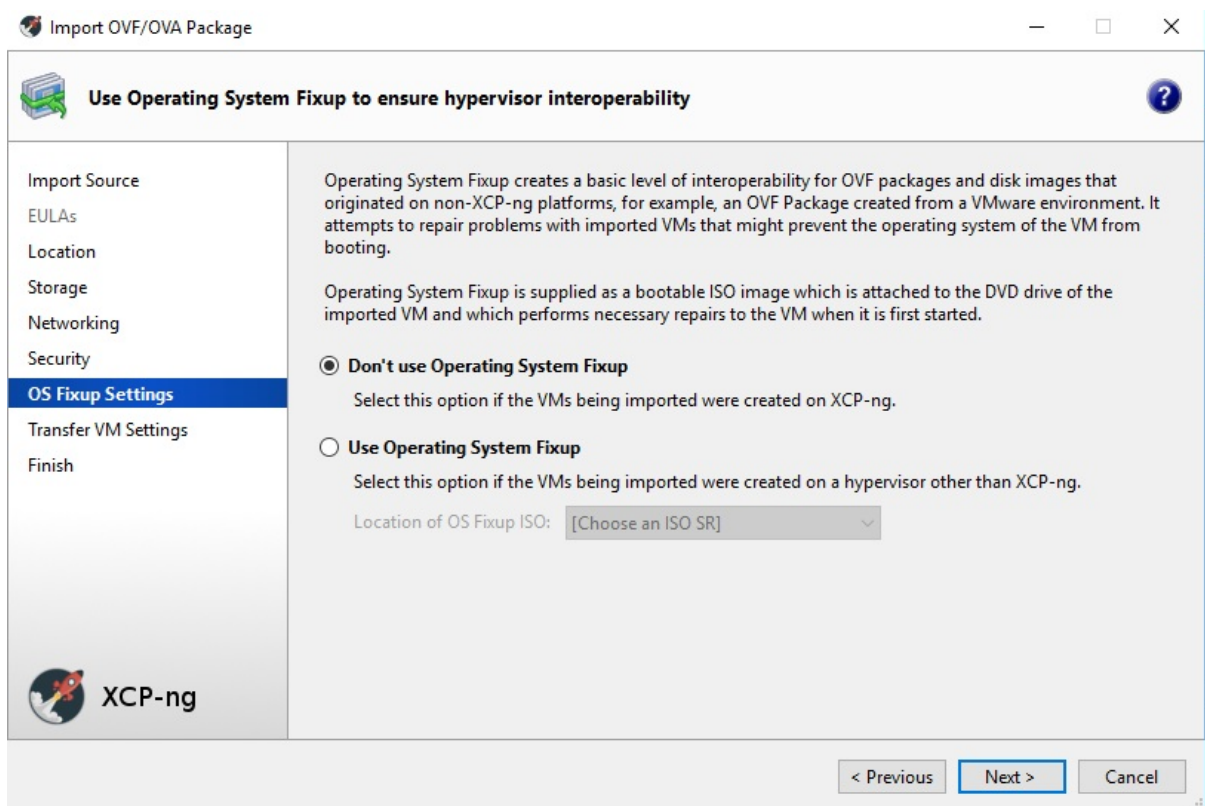 Import OVF/OVA Package
Use Operating System Fixup to ensure hypervisor interoperability
?
Import Source
EULAs
Location
Storage
Networking
Security
OS Fixup Settings
Transfer VM Settings
Finish
XCP-ng
Operating System Fixup creates a basic level of interoperability for OVF packages and disk images that
originated on non-XCP-ng platforms, for example, an OVF Package created from a VMware environment. It
attempts to repair problems with imported VMs that might prevent the operating system of the VM from
booting.
Operating System Fixup is supplied as a bootable ISO image which is attached to the DVD drive of the
imported VM and which performs necessary repairs to the VM when it is first started.
Don't use Operating System Fixup
Select this option if the VMs being imported were created on XCP-ng.
Use Operating System Fixup
Select this option if the VMs being imported were created on a hypervisor other than XCP-ng.
Location of OS Fixup ISO: [Choose an ISO SR]
< Previous Next > Cancel